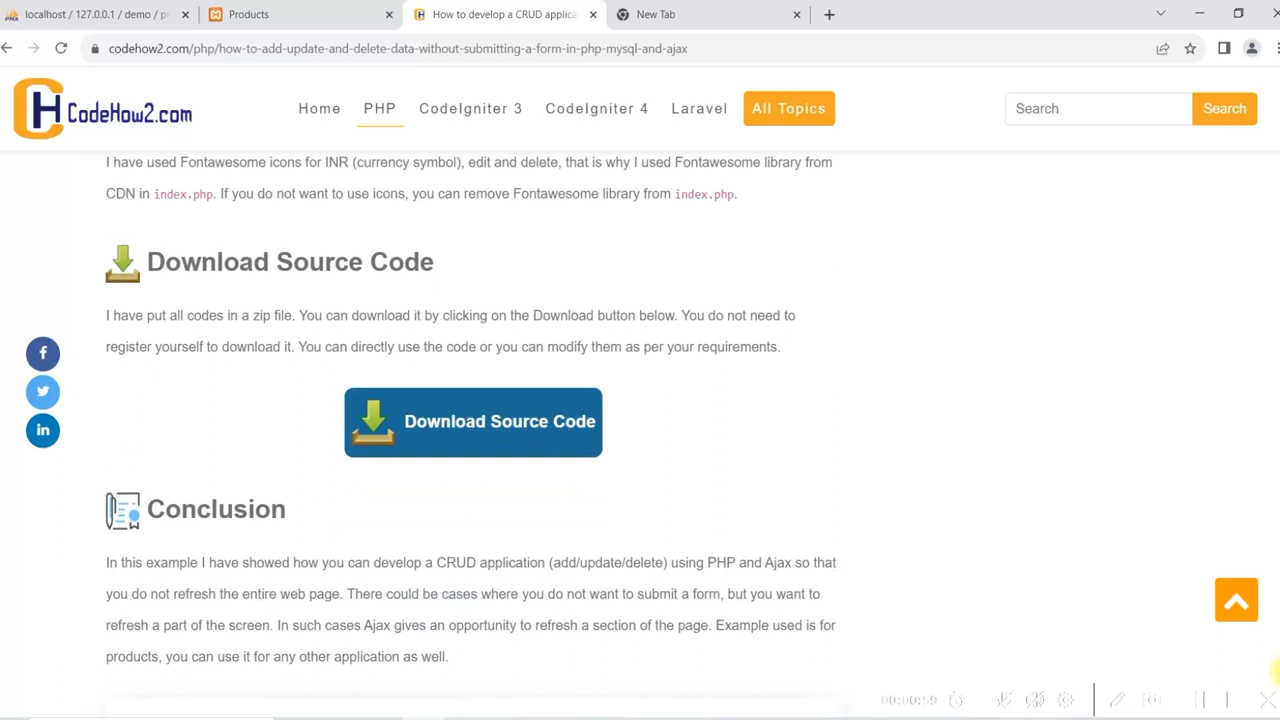 localhost / 127.0.0.1 / demo / pr
Products
How to develop a CRUD applica
New Tab
codehow2.com/php/how-to-add-update-and-delete-data-without-submitting-a-form-in-php-mysql-and-ajax
CodeHow2.com
Home PHP CodeIgniter 3 CodeIgniter 4 Laravel All Topics Search Search
I have used Fontawesome icons for INR (currency symbol), edit and delete, that is why I used Fontawesome library from
CDN in index.php. If you do not want to use icons, you can remove Fontawesome library from index.php.
Download Source Code
I have put all codes in a zip file. You can download it by clicking on the Download button below. You do not need to
register yourself to download it. You can directly use the code or you can modify them as per your requirements.
Download Source Code
Conclusion
In this example I have showed how you can develop a CRUD application (add/update/delete) using PHP and Ajax so that
you do not refresh the entire web page. There could be cases where you do not want to submit a form, but you want to
refresh a part of the screen. In such cases Ajax gives an opportunity to refresh a section of the page. Example used is for
products, you can use it for any other application as well.
00:00:59